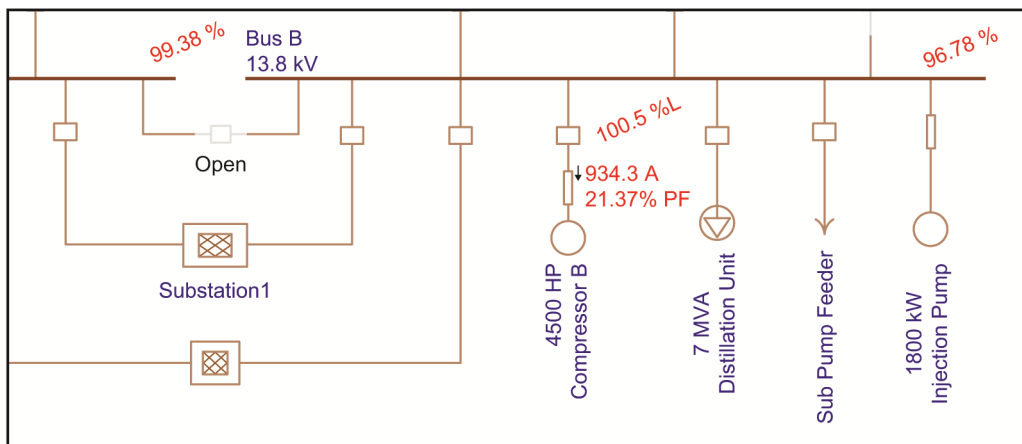 99.38 %
Bus B
13.8 kV
96.78 %
100.5 %L
Open
934.3 A
21.37% PF
Substation1
4500 HP
Compressor B
7 MVA
Distillation Unit
Sub Pump Feeder
1800 kW
Injection Pump